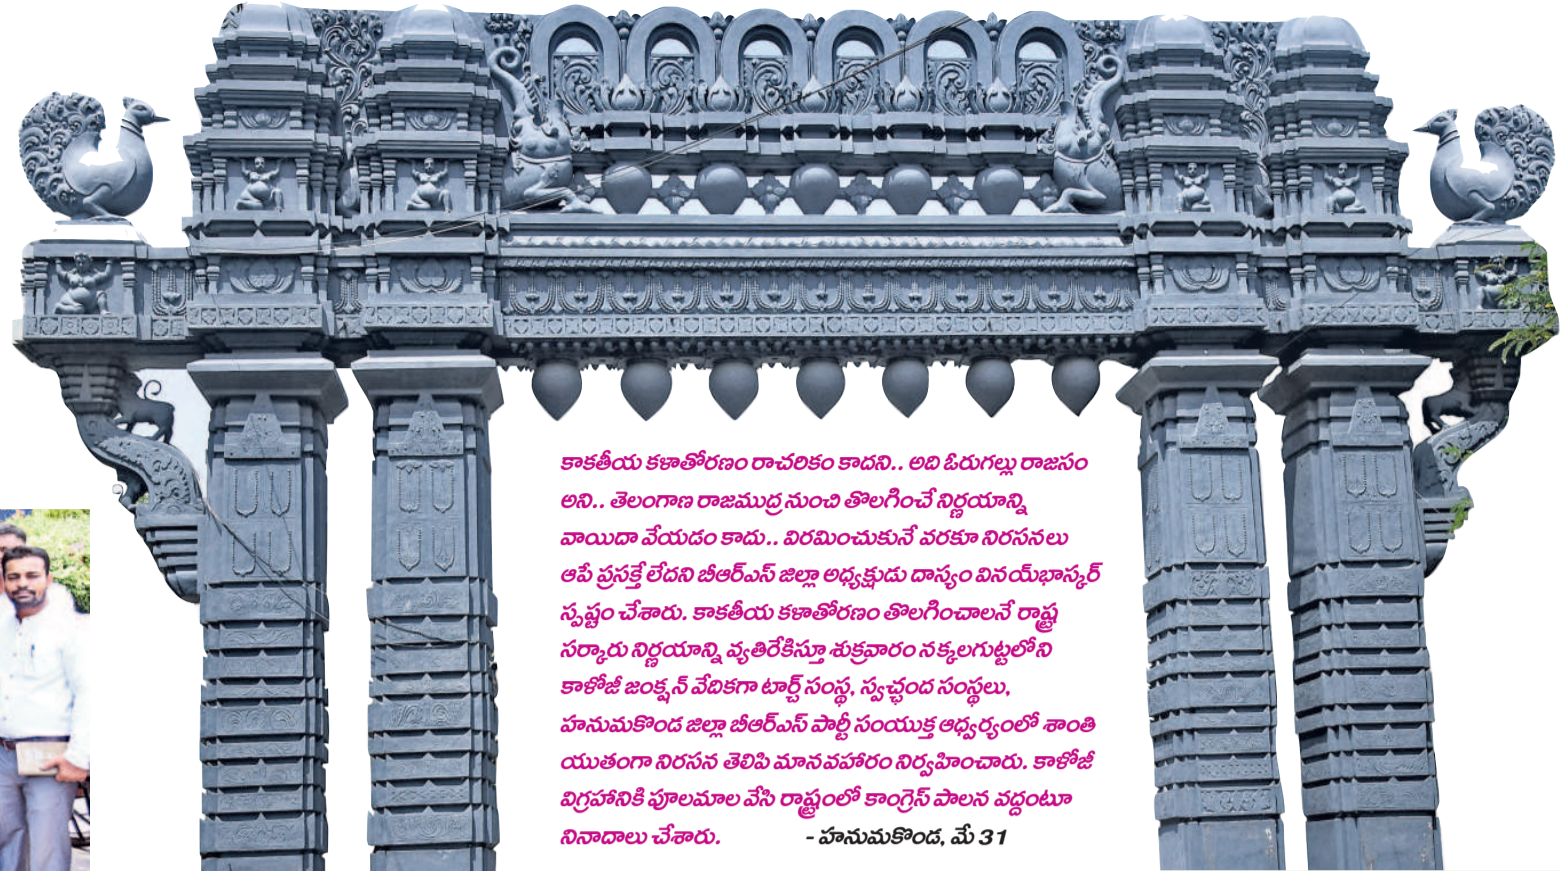 కాకతీయ కళాతోరణం రాచరికం కాదని.. అది ఓరుగల్లు రాజసం
అని.. తెలంగాణ రాజముద్ర నుంచి తొలగించే నిర్ణయాన్ని
వాయిదా వేయడం కాదు.. విరమించుకునే వరకూ నిరసనలు
ఆపే ప్రసక్తే లేదని బీఆర్ఎస్ జిల్లా అధ్యక్షుడు దాస్యం వినయ్‌భాస్కర్
స్పష్టం చేశారు. కాకతీయ కళాతోరణం తొలగించాలనే రాష్ట్ర
సర్కారు నిర్ణయాన్ని వ్యతిరేకిస్తూ శుక్రవారం నక్కలగుట్టలోని
కాళోజీ జంక్షన్ వేదికగా టార్చ్ సంస్థ, స్వచ్ఛంద సంస్థలు,
హనుమకొండ జిల్లా బీఆర్ఎస్ పార్టీ సంయుక్త ఆధ్వర్యంలో శాంతి
యుతంగా నిరసన తెలిపి మానవహారం నిర్వహించారు. కాళోజీ
విగ్రహానికి పూలమాల వేసి రాష్ట్రంలో కాంగ్రెస్ పాలన వద్దంటూ
నినాదాలు చేశారు. - హనుమకొండ, మే 31